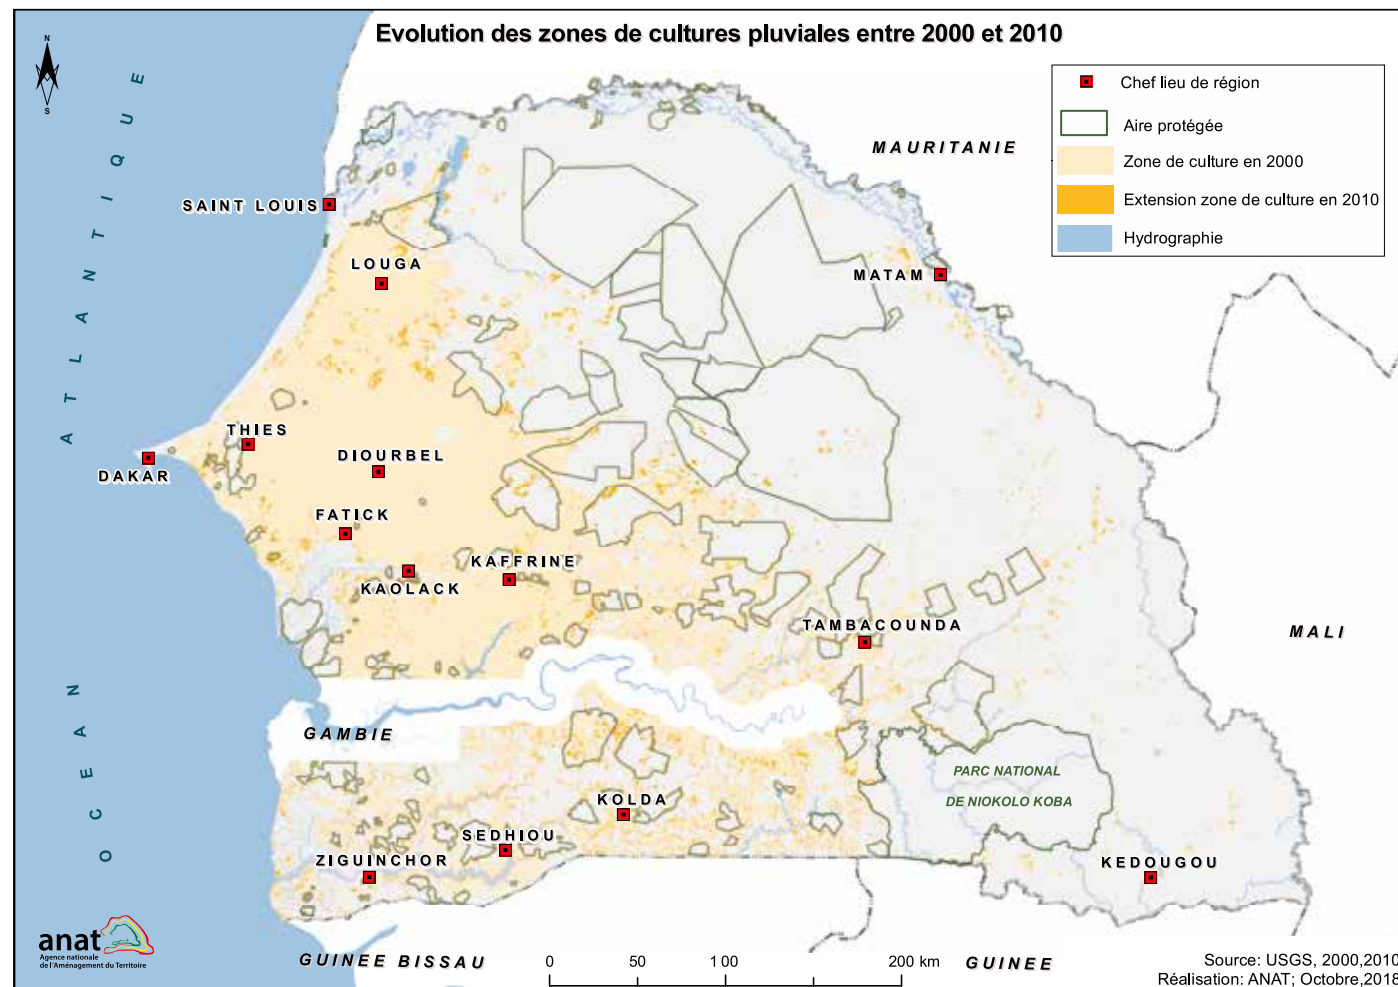 Evolution des zones de cultures pluviales entre 2000 et 2010
N
S
Chef lieu de région
Aire protégée
Zone de culture en 2000
Extension zone de culture en 2010
Hydrographie
MAURITANIE
SAINT LOUIS
LOUGA
MATAM
THIES
DAKAR
DIOURBEL
FATICK
KAFFRINE
KAOLACK
TAMBACOUNDA
MALI
OCEAN ATLANTIQUE
GAMBIE
PARC NATIONAL
DE NIOKOLO KOBA
KOLDA
SEDHIOU
ZIGUINCHOR
KEDOUGOU
anat
Agence nationale
de l'Aménagement du Territoire
GUINEE BISSAU
0 50 100 200 km
GUINEE
Source: USGS, 2000,2010
Réalisation: ANAT; Octobre,2018